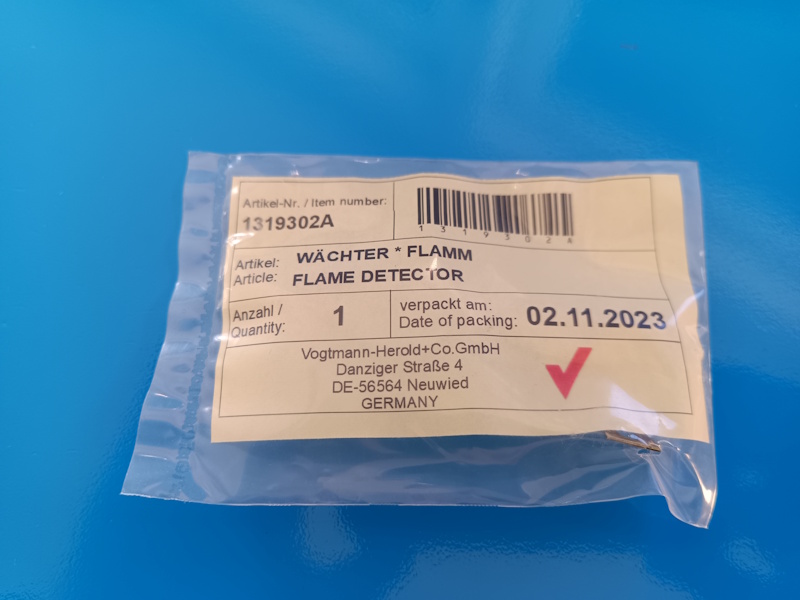 Artikel-Nr. / Item number:
1319302A
1319302A
Artikel: WÄCHTER * FLAMM
Article: FLAME DETECTOR
Anzahl /
Quantity: 1
verpackt am:
Date of packing: 02.11.2023
Vogtmann-Herold+Co.GmbH
Danziger Straße 4
DE-56564 Neuwied
GERMANY